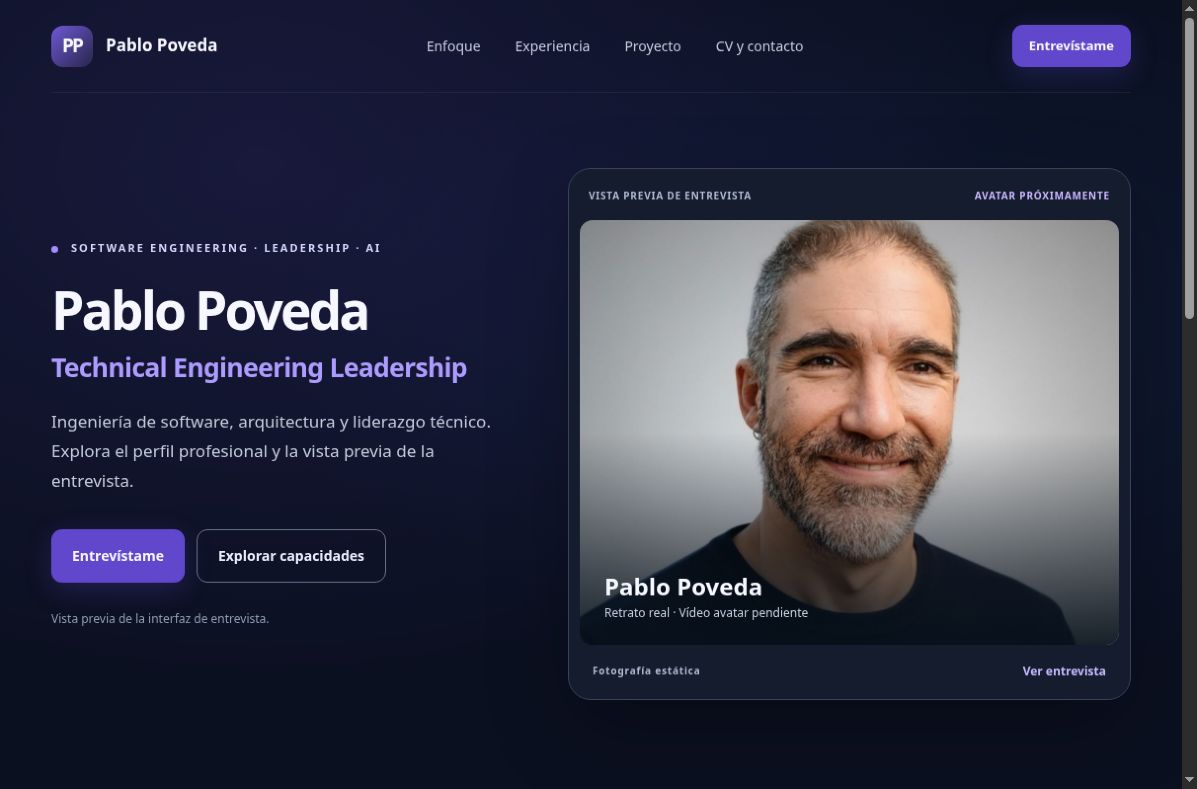 PP
Pablo Poveda
Enfoque
Experiencia
Proyecto
CV y contacto
Entrevístame
SOFTWARE ENGINEERING · LEADERSHIP · AI
Pablo Poveda
Technical Engineering Leadership
Ingeniería de software, arquitectura y liderazgo técnico.
Explora el perfil profesional y la vista previa de la
entrevista.
Entrevístame
Explorar capacidades
Vista previa de la interfaz de entrevista.
VISTA PREVIA DE ENTREVISTA
AVATAR PRÓXIMAMENTE
Pablo Poveda
Retrato real · Vídeo avatar pendiente
Fotografía estática
Ver entrevista